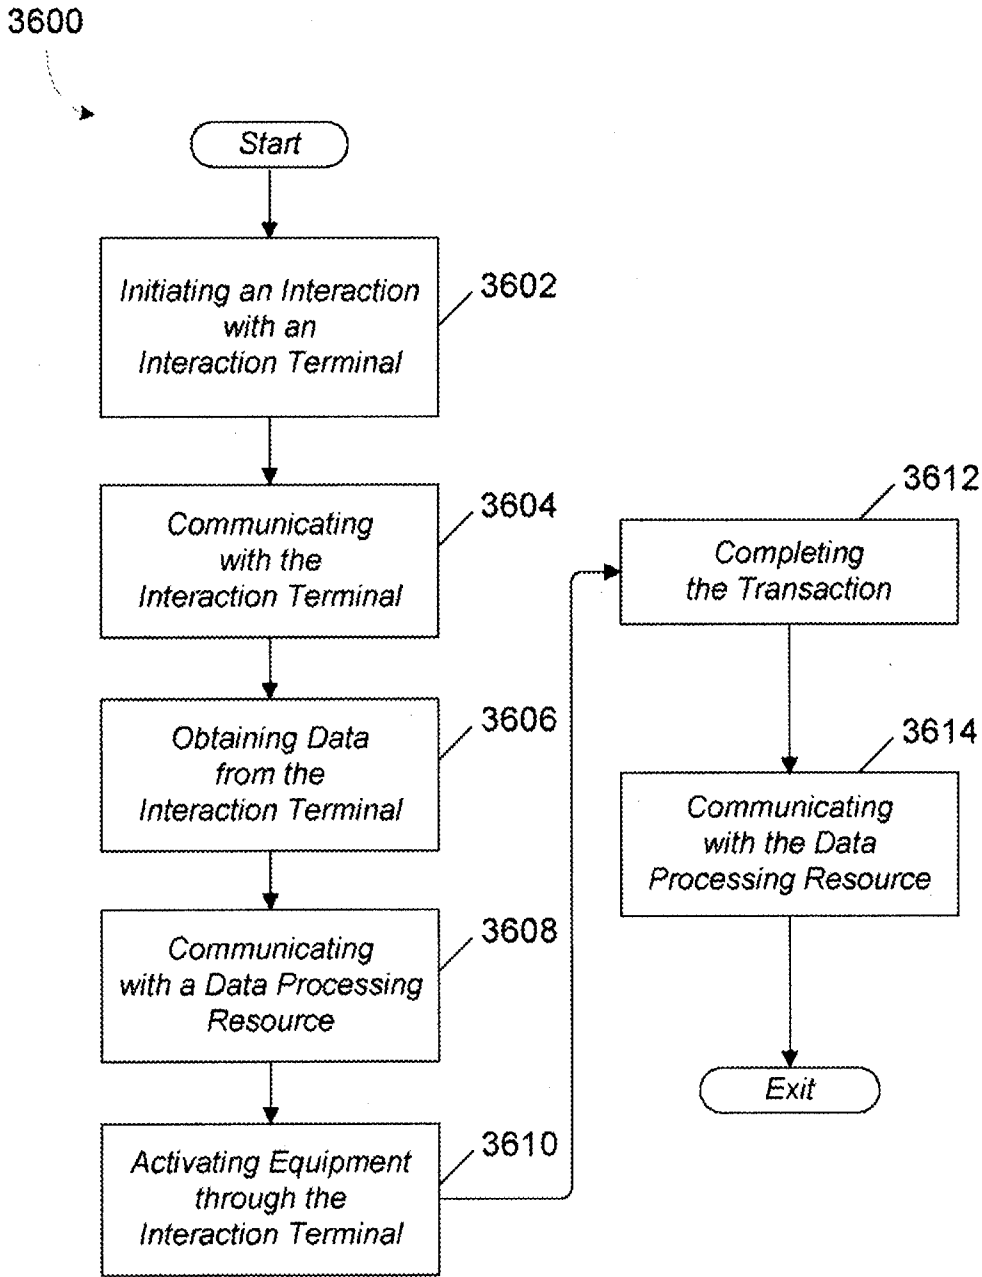 3600
Start
Initiating an Interaction
with an
Interaction Terminal
3602
Communicating
with the
Interaction Terminal
3604
Obtaining Data
from the
Interaction Terminal
3606
Communicating
with a Data Processing
Resource
3608
Activating Equipment
through the
Interaction Terminal
3610
Completing
the Transaction
3612
Communicating
with the Data
Processing Resource
3614
Exit